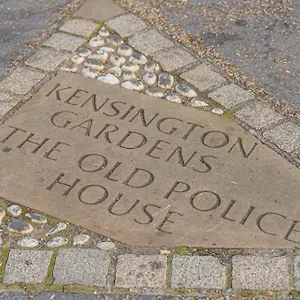 KENSINGTON
GARDENS
THE OLD POLICE
HOUSE